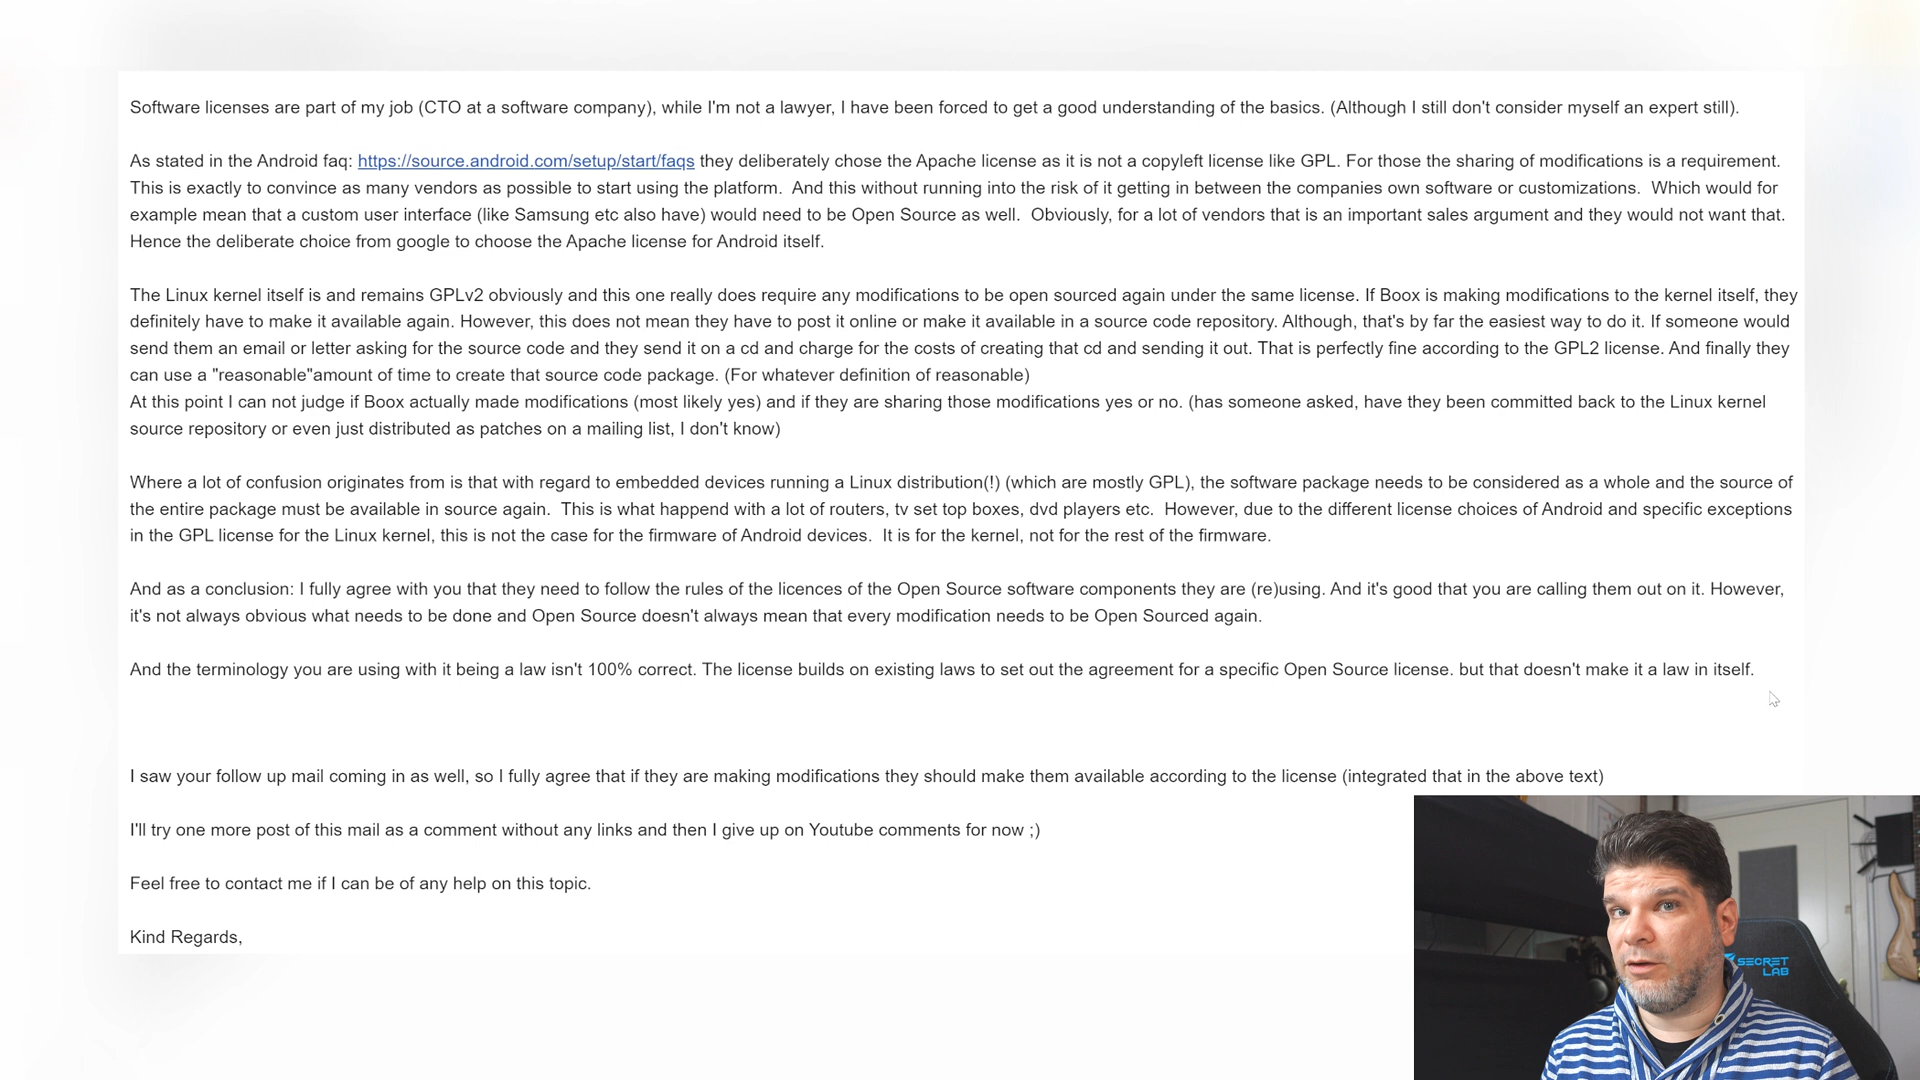 Software licenses are part of my job (CTO at a software company), while I'm not a lawyer, I have been forced to get a good understanding of the basics. (Although I still don't consider myself an expert still).
As stated in the Android faq: https://source.android.com/setup/start/faqs they deliberately chose the Apache license as it is not a copyleft license like GPL. For those the sharing of modifications is a requirement.
This is exactly to convince as many vendors as possible to start using the platform.  And this without running into the risk of it getting in between the companies own software or customizations.  Which would for
example mean that a custom user interface (like Samsung etc also have) would need to be Open Source as well.  Obviously, for a lot of vendors that is an important sales argument and they would not want that.
Hence the deliberate choice from google to choose the Apache license for Android itself.
The Linux kernel itself is and remains GPLv2 obviously and this one really does require any modifications to be open sourced again under the same license. If Boox is making modifications to the kernel itself, they
definitely have to make it available again. However, this does not mean they have to post it online or make it available in a source code repository. Although, that's by far the easiest way to do it. If someone would
send them an email or letter asking for the source code and they send it on a cd and charge for the costs of creating that cd and sending it out. That is perfectly fine according to the GPL2 license. And finally they
can use a "reasonable"amount of time to create that source code package. (For whatever definition of reasonable)
At this point I can not judge if Boox actually made modifications (most likely yes) and if they are sharing those modifications yes or no. (has someone asked, have they been committed back to the Linux kernel
source repository or even just distributed as patches on a mailing list, I don't know)
Where a lot of confusion originates from is that with regard to embedded devices running a Linux distribution(!) (which are mostly GPL), the software package needs to be considered as a whole and the source of
the entire package must be available in source again.  This is what happend with a lot of routers, tv set top boxes, dvd players etc.  However, due to the different license choices of Android and specific exceptions
in the GPL license for the Linux kernel, this is not the case for the firmware of Android devices.  It is for the kernel, not for the rest of the firmware.
And as a conclusion: I fully agree with you that they need to follow the rules of the licences of the Open Source software components they are (re)using. And it's good that you are calling them out on it. However,
it's not always obvious what needs to be done and Open Source doesn't always mean that every modification needs to be Open Sourced again.
And the terminology you are using with it being a law isn't 100% correct. The license builds on existing laws to set out the agreement for a specific Open Source license. but that doesn't make it a law in itself.
I saw your follow up mail coming in as well, so I fully agree that if they are making modifications they should make them available according to the license (integrated that in the above text)
I'll try one more post of this mail as a comment without any links and then I give up on Youtube comments for now ;)
Feel free to contact me if I can be of any help on this topic.
Kind Regards,
SECRET
LAB